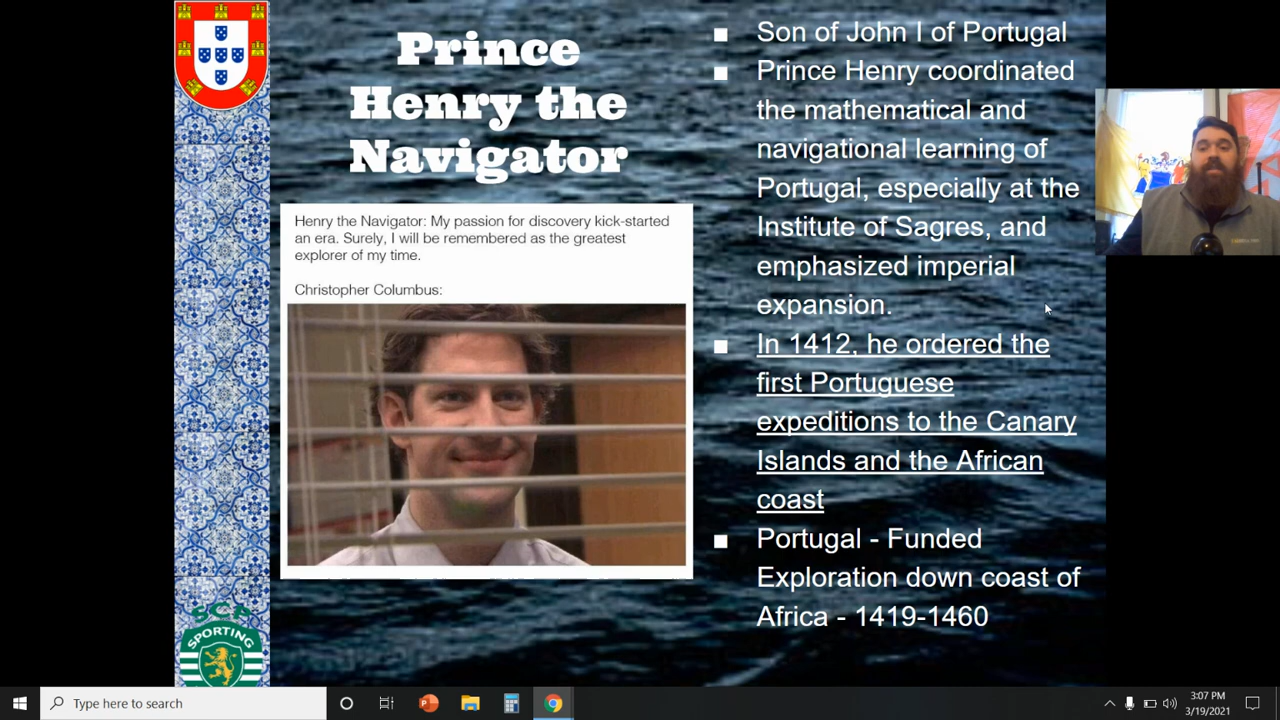 Prince
Henry the
Navigator
Henry the Navigator: My passion for discovery kick-started
an era. Surely, I will be remembered as the greatest
explorer of my time.
Christopher Columbus:
Son of John I of Portugal
Prince Henry coordinated
the mathematical and
navigational learning of
Portugal, especially at the
Institute of Sagres, and
emphasized imperial
expansion.
In 1412, he ordered the
first Portuguese
expeditions to the Canary
Islands and the African
coast
Portugal - Funded
Exploration down coast of
Africa - 1419-1460
SCP
SPORTING
Type here to search
3:07 PM
3/19/2021